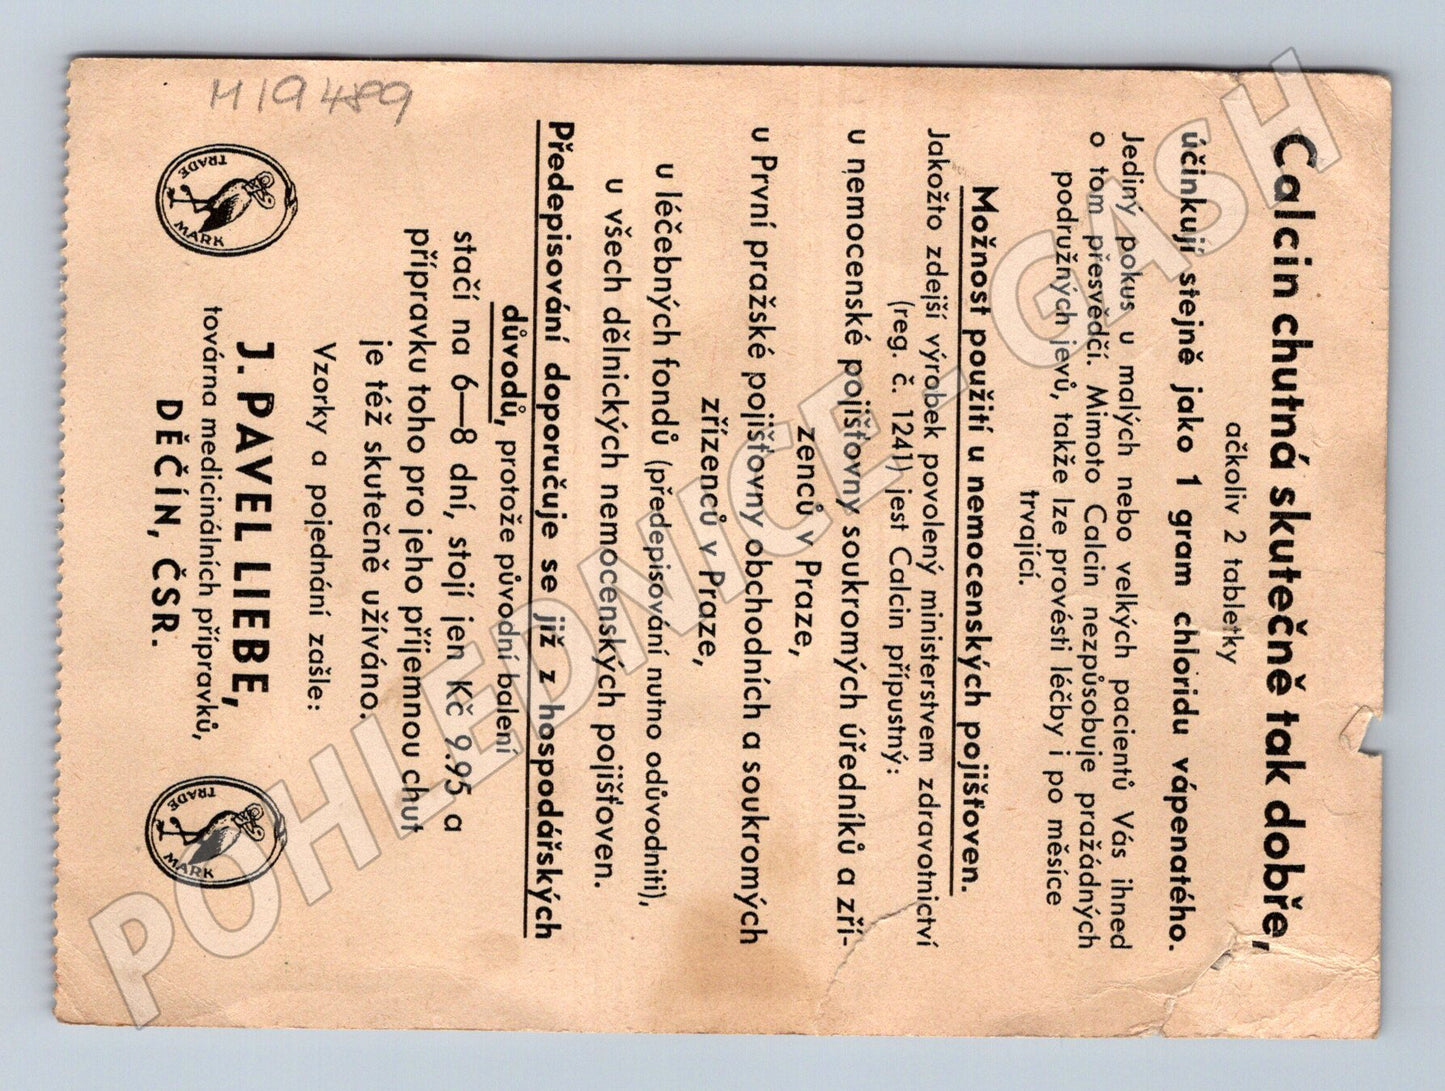 Calcin chutná skutečně tak dobře,
ačkoliv 2 tabletky
účinkují stejně jako 1 gram chloridu vápenatého.
Jediný pokus u malých nebo velkých pacientů Vás ihned
o tom přesvědčí. Mimoto Calcin nezpůsobuje pražádných
podružných jevů, takže lze provésti léčby i po měsíce
trvající.
Možnost použití u nemocenských pojišťoven.
Jakožto zdejší výrobek povolený ministerstvem zdravotnictví
(reg. č. 1241) jest Calcin přípustný:
u nemocenské pojišťovny soukromých úředníků a zří-
zenců v Praze,
u První pražské pojišťovny obchodních a soukromých
zřízenců v Praze,
u léčebných fondů (předepisování nutno odůvodniti),
u všech dělnických nemocenských pojišťoven.
Předepisování doporučuje se již z hospodářských
důvodů, protože původní balení
stačí na 6—8 dní, stojí jen Kč 9.95 a
přípravku toho pro jeho příjemnou chut
je též skutečně užíváno.
Vzorky a pojednání zašle:
J. PAVEL LIEBE,
továrna medicinálních přípravků,
DĚČÍN, ČSR.
TRADE MARK
TRADE MARK
H19489
POHLEDNICE - GASH